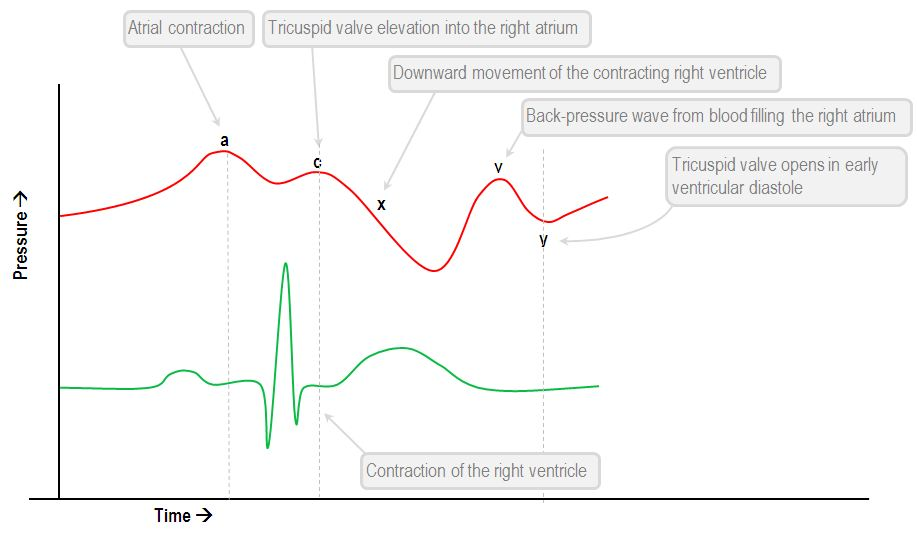 Atrial contraction
Tricuspid valve elevation into the right atrium
Downward movement of the contracting right ventricle
Back-pressure wave from blood filling the right atrium
Tricuspid valve opens in early
ventricular diastole
a
c
v
x
y
Pressure →
Contraction of the right ventricle
Time →